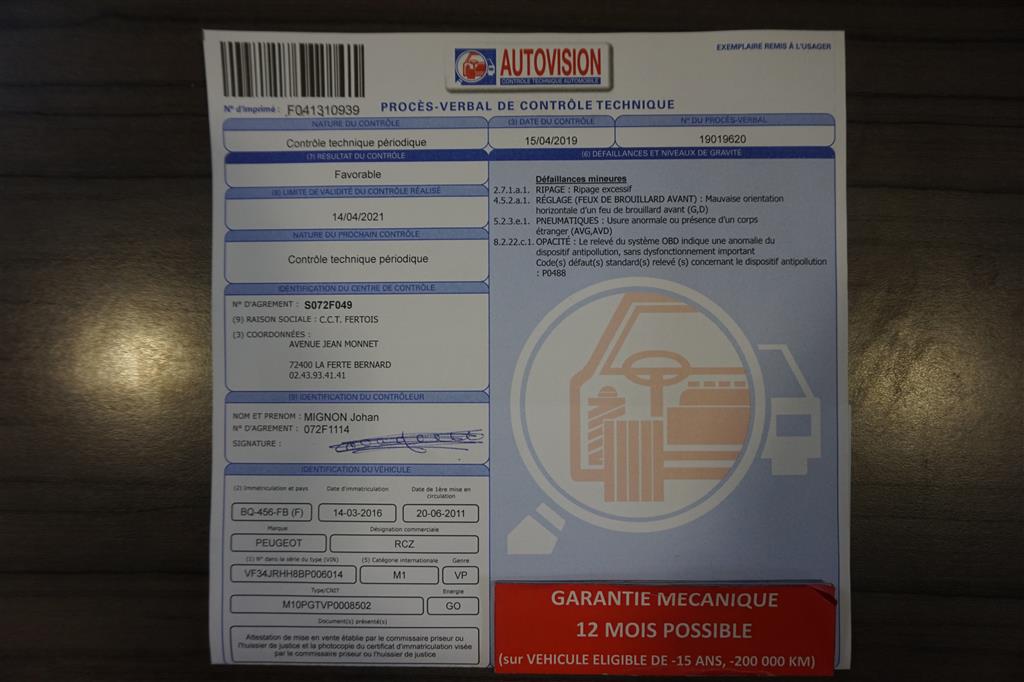 EXEMPLAIRE REMIS À L'USAGER
AUTOVISION
CONTROLE TECHNIQUE AUTOMOBILE
N° d'imprimé : F041310939
PROCÈS-VERBAL DE CONTRÔLE TECHNIQUE
NATURE DU CONTRÔLE
Contrôle technique périodique
(3) DATE DU CONTRÔLE
15/04/2019
N° DU PROCÈS-VERBAL
19019620
(7) RÉSULTAT DU CONTRÔLE
Favorable
(8) LIMITE DE VALIDITÉ DU CONTRÔLE RÉALISÉ
14/04/2021
NATURE DU PROCHAIN CONTRÔLE
Contrôle technique périodique
IDENTIFICATION DU CENTRE DE CONTRÔLE
N° D'AGREMENT : S072F049
(9) RAISON SOCIALE : C.C.T. FERTOIS
(3) COORDONNÉES :
AVENUE JEAN MONNET
72400 LA FERTE BERNARD
02.43.93.41.41
(9) IDENTIFICATION DU CONTRÔLEUR
NOM ET PRENOM : MIGNON Johan
N° D'AGREMENT : 072F1114
SIGNATURE :
IDENTIFICATION DU VÉHICULE
(2) Immatriculation et pays
Date d'immatriculation
Date de 1ère mise en
circulation
BQ-456-FB (F)
14-03-2016
20-06-2011
Marque
Désignation commerciale
PEUGEOT
RCZ
(1) N° dans la série du type (VIN)
(5) Catégorie internationale
Genre
VF34JRHH8BP006014
M1
VP
Type/CNIT
Energie
M10PGTVP0008502
GO
Document(s) présenté(s)
Attestation de mise en vente établie par le commissaire priseur ou
l'huissier de justice et la photocopie du certificat d'immatriculation visée
par le commissaire priseur ou l'huissier de justice
(6) DÉFAILLANCES ET NIVEAUX DE GRAVITÉ
Défaillances mineures
2.7.1.a.1. RIPAGE : Ripage excessif
4.5.2.a.1. RÉGLAGE (FEUX DE BROUILLARD AVANT) : Mauvaise orientation
horizontale d'un feu de brouillard avant (G,D)
5.2.3.e.1. PNEUMATIQUES : Usure anormale ou présence d'un corps
étranger (AVG,AVD)
8.2.22.c.1. OPACITÉ : Le relevé du système OBD indique une anomalie du
dispositif antipollution, sans dysfonctionnement important
Code(s) défaut(s) standard(s) relevé (s) concernant le dispositif antipollution
: P0488
GARANTIE MECANIQUE
12 MOIS POSSIBLE
(sur VEHICULE ELIGIBLE DE -15 ANS, -200 000 KM)